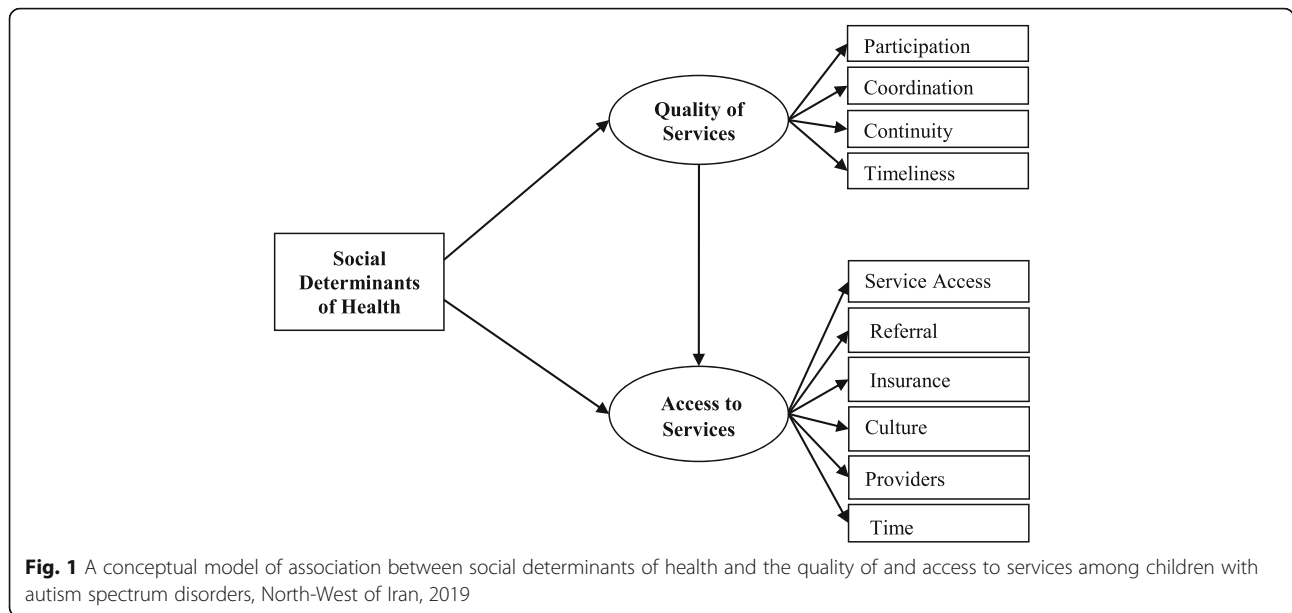 Social
Determinants
of Health
Quality of
Services
Access to
Services
Participation
Coordination
Continuity
Timeliness
Service Access
Referral
Insurance
Culture
Providers
Time
Fig. 1 A conceptual model of association between social determinants of health and the quality of and access to services among children with
autism spectrum disorders, North-West of Iran, 2019